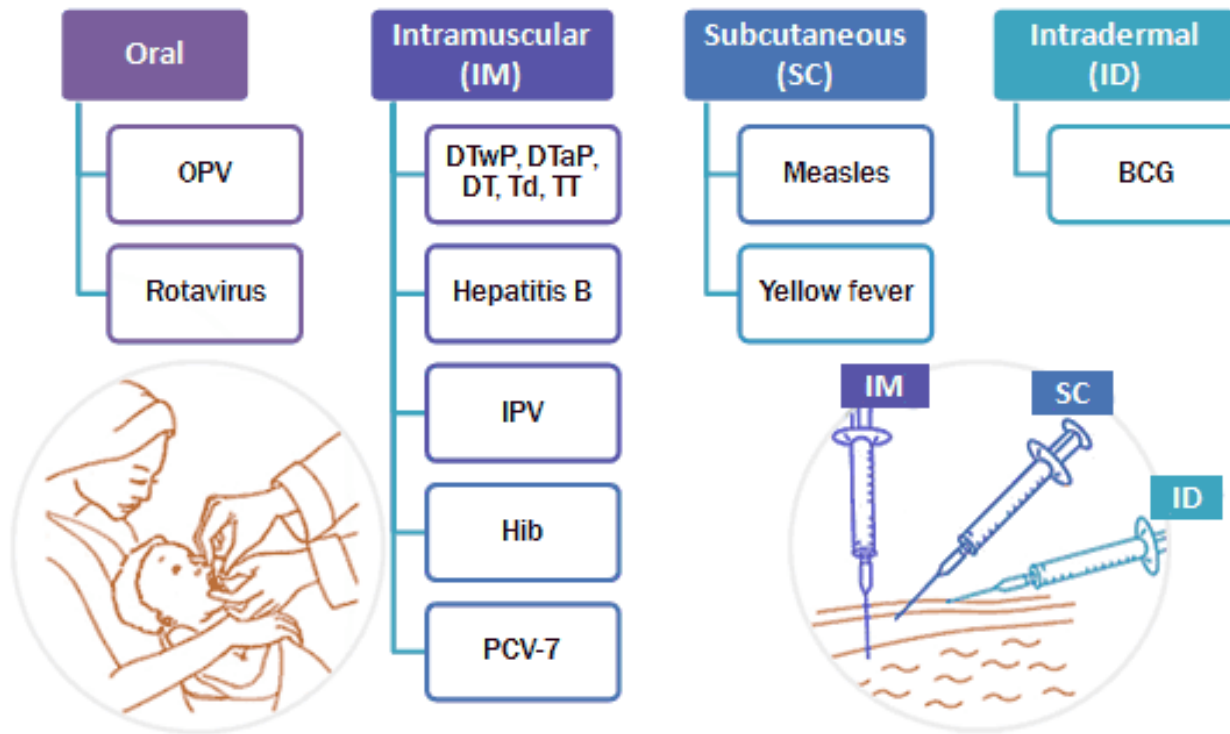 Oral
OPV
Rotavirus
Intramuscular
(IM)
DTwP, DTaP,
DT, Td, TT
Hepatitis B
IPV
Hib
PCV-7
Subcutaneous
(SC)
Measles
Yellow fever
Intradermal
(ID)
BCG
IM
SC
ID